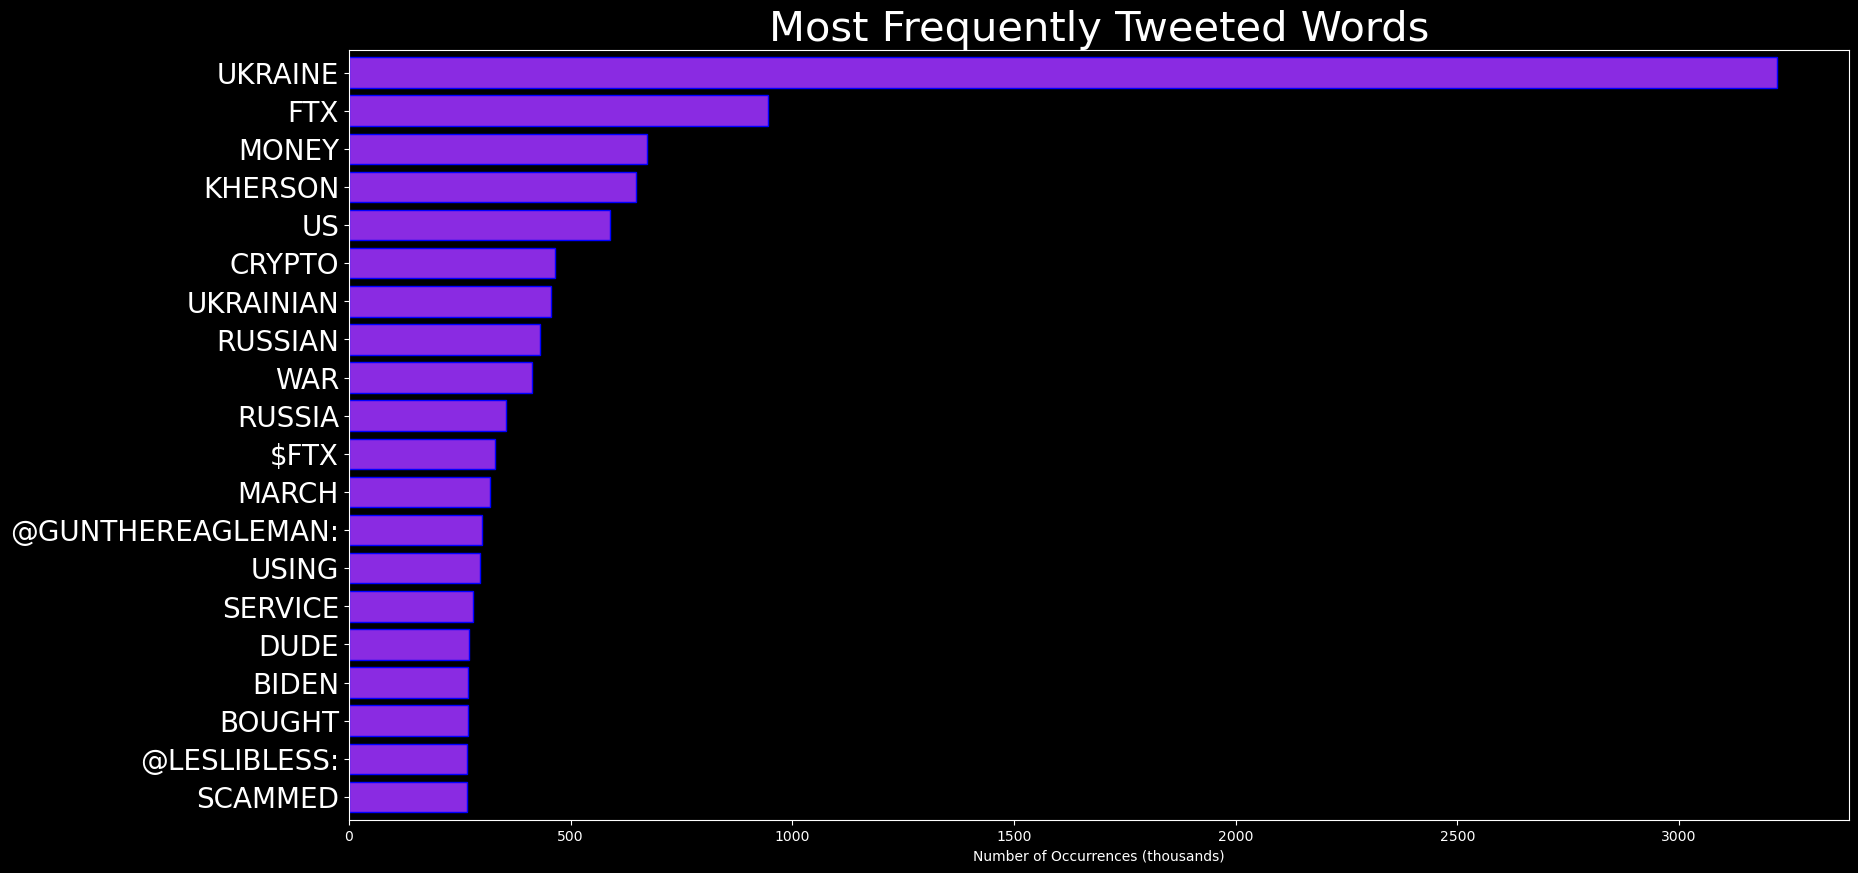 Most Frequently Tweeted Words
UKRAINE
FTX
MONEY
KHERSON
US
CRYPTO
UKRAINIAN
RUSSIAN
WAR
RUSSIA
$FTX
MARCH
@GUNTHEREAGLEMAN:
USING
SERVICE
DUDE
BIDEN
BOUGHT
@LESLIBLESS:
SCAMMED
0 500 1000 1500 2000 2500 3000
Number of Occurrences (thousands)